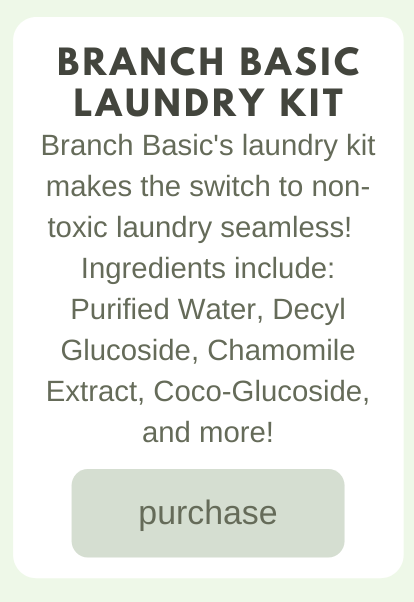 BRANCH BASIC
LAUNDRY KIT
Branch Basic's laundry kit
makes the switch to non-
toxic laundry seamless!
Ingredients include:
Purified Water, Decyl
Glucoside, Chamomile
Extract, Coco-Glucoside,
and more!
purchase